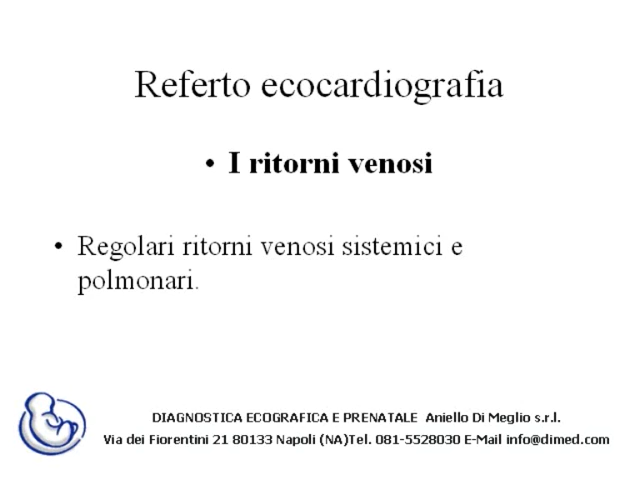 Referto ecocardiografia
• I ritorni venosi
• Regolari ritorni venosi sistemici e
polmonari.
DIAGNOSTICA ECOGRAFICA E PRENATALE Aniello Di Meglio s.r.l.
Via dei Fiorentini 21 80133 Napoli (NA)Tel. 081-5528030 E-Mail info@dimed.com